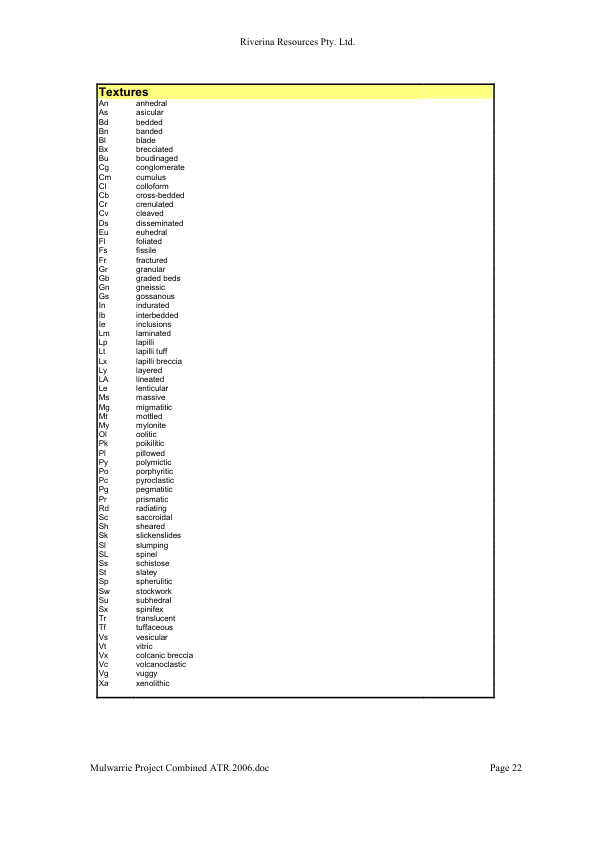 Riverina Resources Pty. Ltd.
Textures
An anhedral
As asicular
Bd bedded
Bn banded
Bl blade
Bx brecciated
Bu boudinaged
Cg conglomerate
Cm cumulus
Cl colloform
Cb cross-bedded
Cr crenulated
Cv cleaved
Ds disseminated
Eu euhedral
Fl foliated
Fs fissile
Fr fractured
Gr granular
Gb graded beds
Gn gneissic
Gs gossanous
In indurated
Ib interbedded
Ie inclusions
Lm laminated
Lp lapilli
Lt lapilli tuff
Lx lapilli breccia
Ly layered
LA lineated
Le lenticular
Ms massive
Mg migmatitic
Mt mottled
My mylonite
Ol oolitic
Pk poikilitic
Pl pillowed
Py polymictic
Po porphyritic
Pc pyroclastic
Pg pegmatitic
Pr prismatic
Rd radiating
Sc saccroidal
Sh sheared
Sk slickenslides
Sl slumping
SL spinel
Ss schistose
St slatey
Sp spherulitic
Sw stockwork
Su subhedral
Sx spinifex
Tr translucent
Tf tuffaceous
Vs vesicular
Vt vitric
Vx colcanic breccia
Vc volcanoclastic
Vg vuggy
Xa xenolithic
Mulwarrie Project Combined ATR 2006.doc Page 22